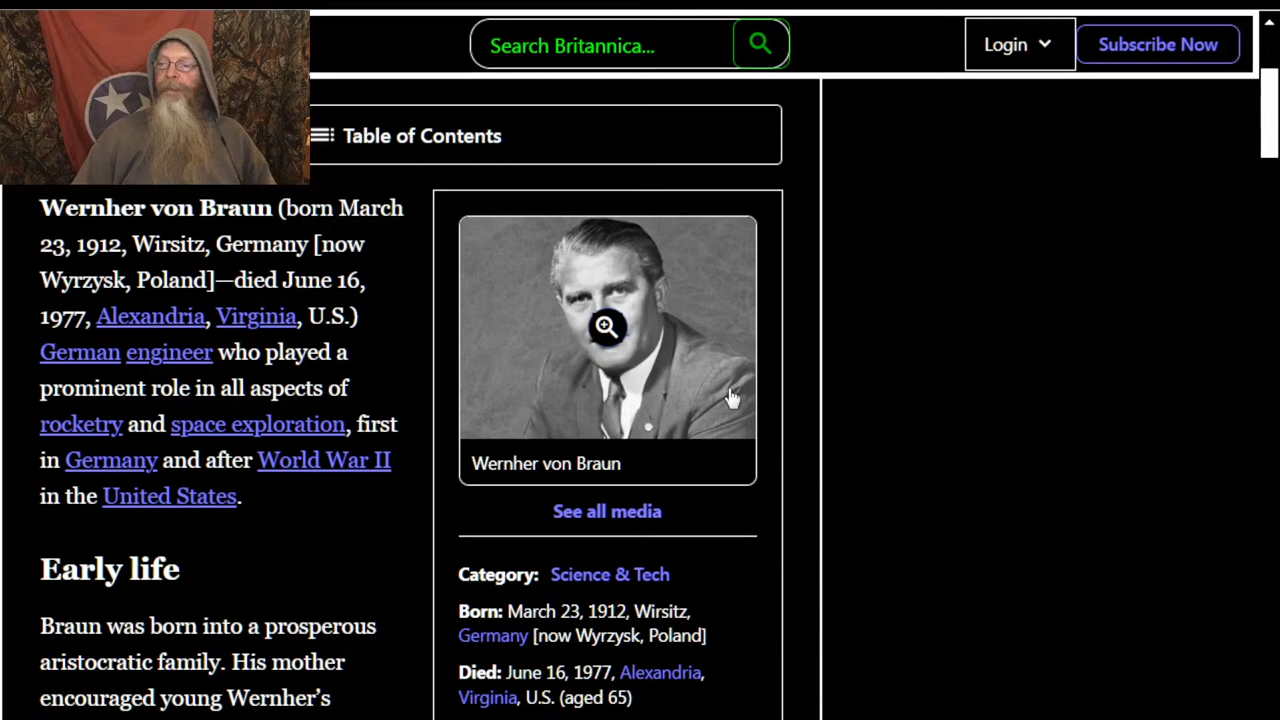 Search Britannica...
Login
Subscribe Now
Table of Contents
Wernher von Braun (born March
23, 1912, Wirsitz, Germany [now
Wyrzysk, Poland]—died June 16,
1977, Alexandria, Virginia, U.S.)
German engineer who played a
prominent role in all aspects of
rocketry and space exploration, first
in Germany and after World War II
in the United States.
Early life
Braun was born into a prosperous
aristocratic family. His mother
encouraged young Wernher’s
Wernher von Braun
See all media
Category: Science & Tech
Born: March 23, 1912, Wirsitz,
Germany [now Wyrzysk, Poland]
Died: June 16, 1977, Alexandria,
Virginia, U.S. (aged 65)